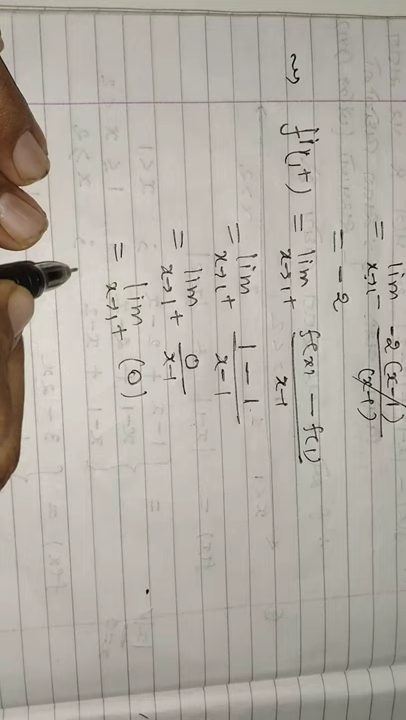 = lim x→1⁻ -2(x-1)/(x-1)
= -2
→ f'(1⁺) = lim x→1⁺ f(x) - f(1)/x-1
= lim x→1⁺ 1-1/x-1
= lim x→1⁺ 0/x-1
= lim x→1⁺ (0)